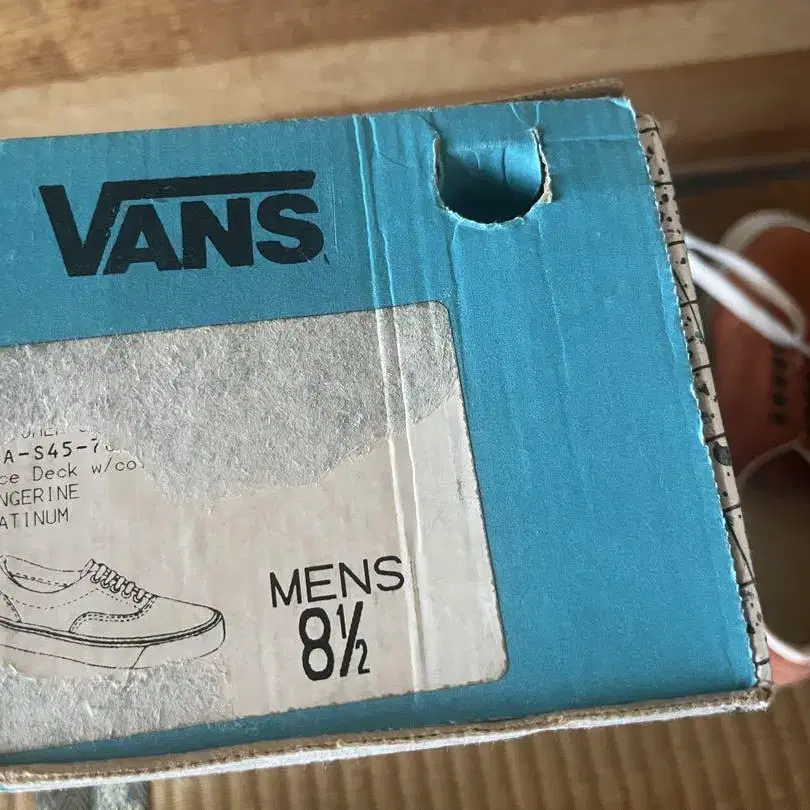 VANS
A-S45-7
ce Deck w/co
NGERINE
ATINUM
MENS
8½